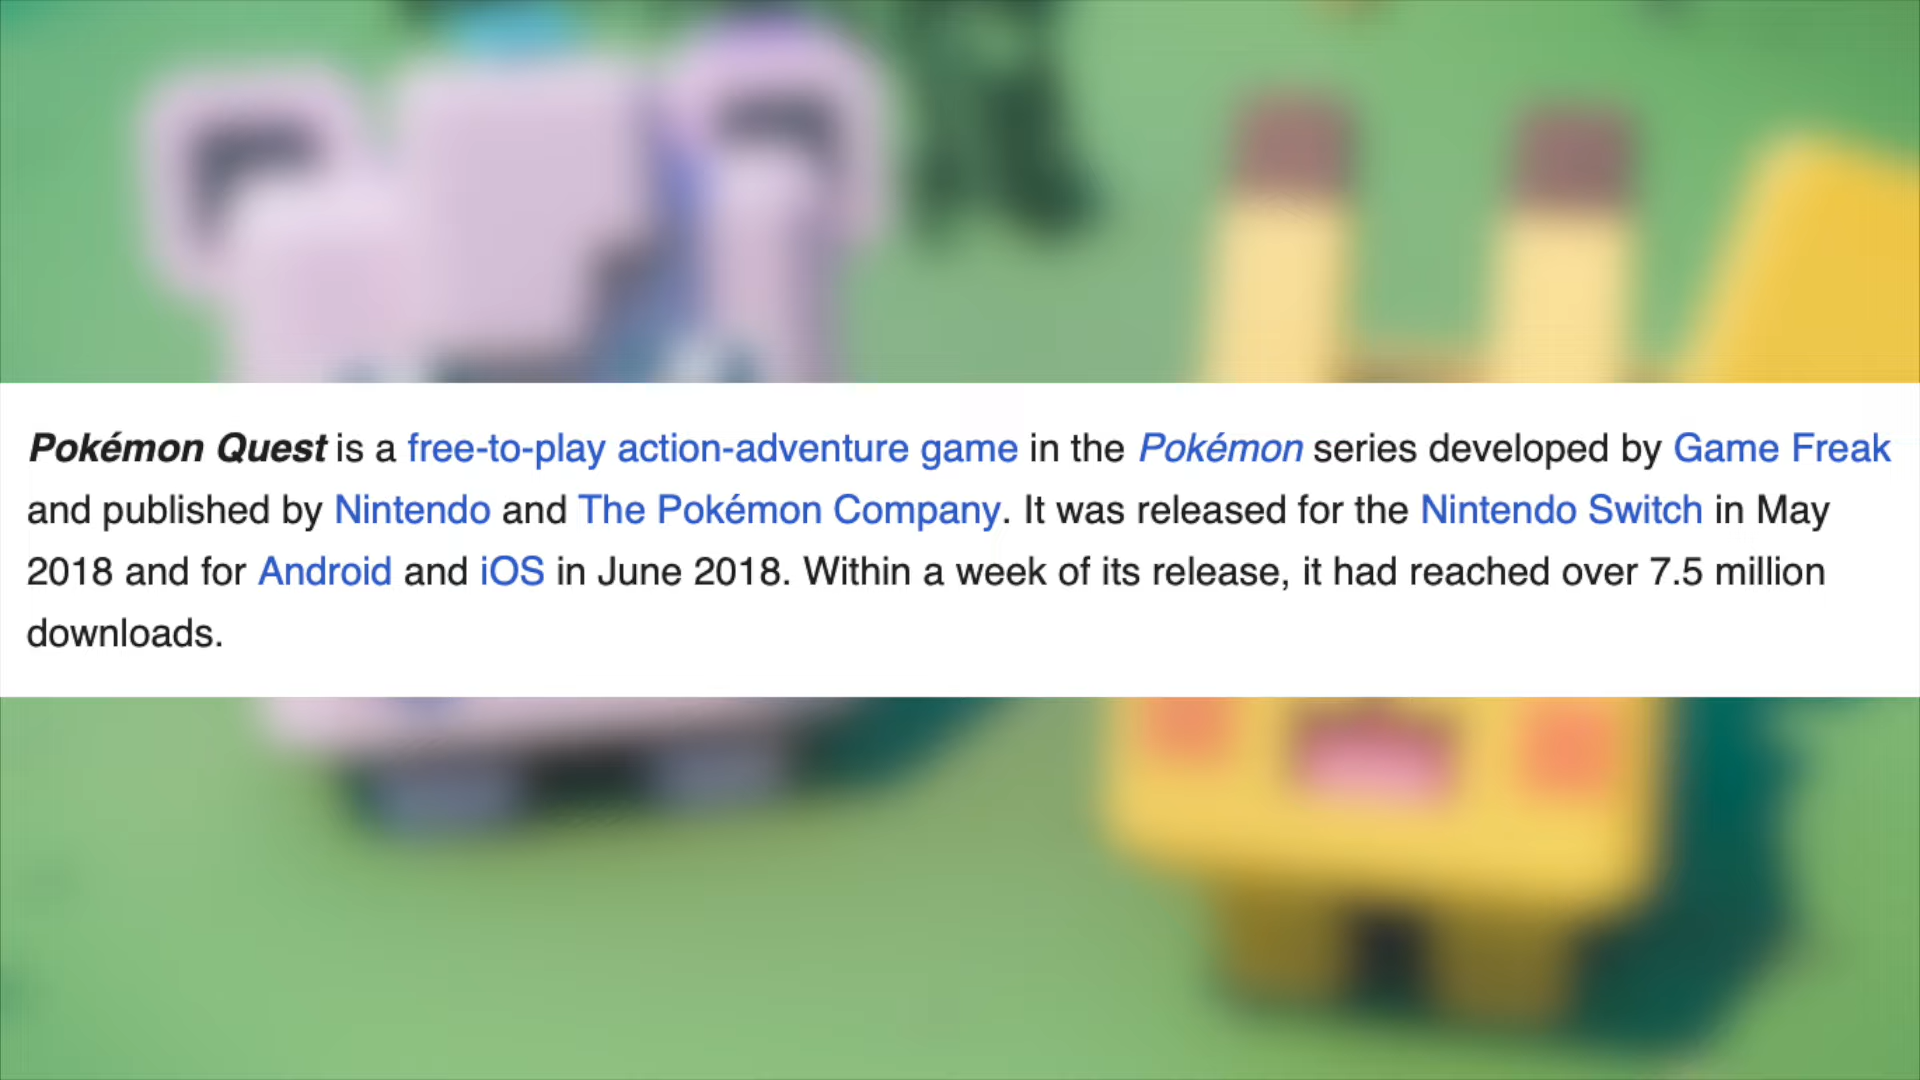 Pokémon Quest is a free-to-play action-adventure game in the Pokémon series developed by Game Freak
and published by Nintendo and The Pokémon Company. It was released for the Nintendo Switch in May
2018 and for Android and iOS in June 2018. Within a week of its release, it had reached over 7.5 million
downloads.